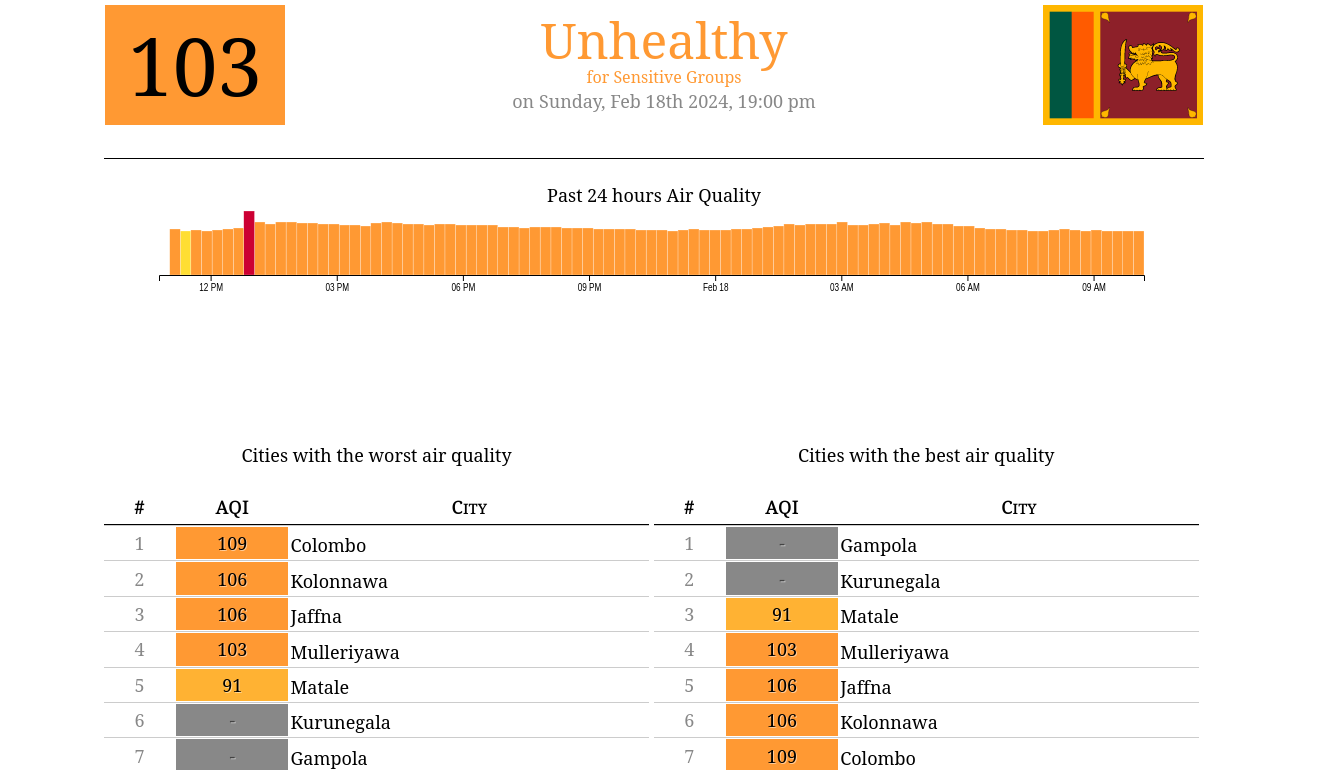 103
Unhealthy
for Sensitive Groups
on Sunday, Feb 18th 2024, 19:00 pm
Past 24 hours Air Quality
12 PM 03 PM 06 PM 09 PM Feb 18 03 AM 06 AM 09 AM
Cities with the worst air quality
# AQI City
1 109 Colombo
2 106 Kolonnawa
3 106 Jaffna
4 103 Mulleriyawa
5 91 Matale
6 - Kurunegala
7 - Gampola
Cities with the best air quality
# AQI City
1 - Gampola
2 - Kurunegala
3 91 Matale
4 103 Mulleriyawa
5 106 Jaffna
6 106 Kolonnawa
7 109 Colombo